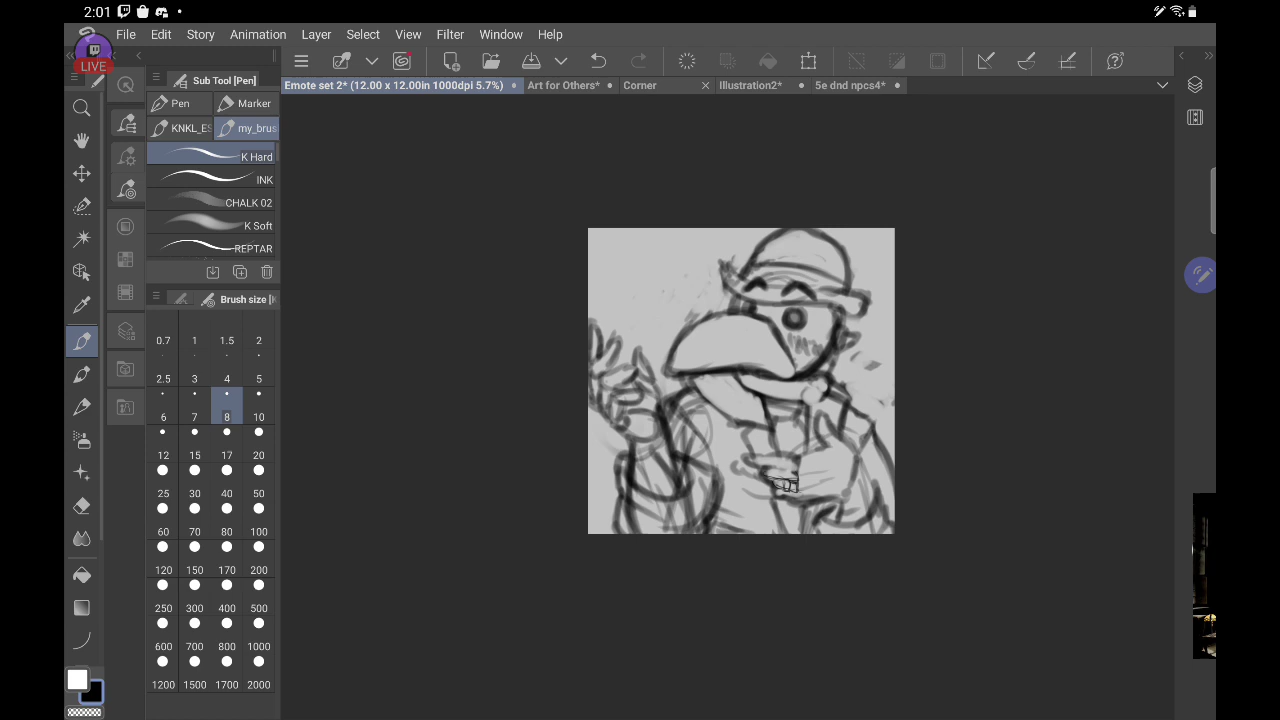 2:01
File Edit Story Animation Layer Select View Filter Window Help
LIVE
Sub Tool [Pen]
Emote set 2* (12.00 x 12.00in 1000dpi 5.7%) Art for Others* Corner Illustration2* 5e dnd npcs4*
Pen Marker
KNKL_ES my_brus
K Hard
INK
CHALK 02
K Soft
REPTAR
Brush size
0.7 1 1.5 2
2.5 3 4 5
6 7 8 10
12 15 17 20
25 30 40 50
60 70 80 100
120 150 170 200
250 300 400 500
600 700 800 1000
1200 1500 1700 2000